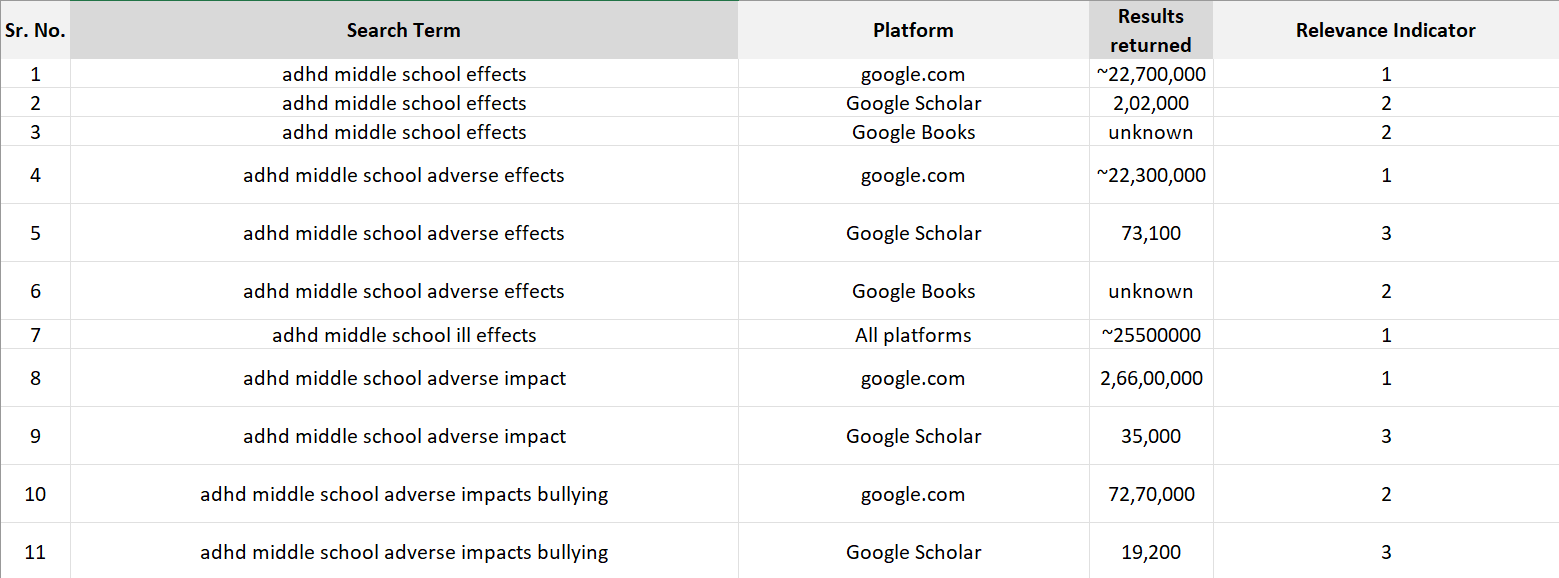 Sr. No. Search Term Platform Results returned Relevance Indicator
1 adhd middle school effects google.com ~22,700,000 1
2 adhd middle school effects Google Scholar 2,02,000 2
3 adhd middle school effects Google Books unknown 2
4 adhd middle school adverse effects google.com ~22,300,000 1
5 adhd middle school adverse effects Google Scholar 73,100 3
6 adhd middle school adverse effects Google Books unknown 2
7 adhd middle school ill effects All platforms ~25500000 1
8 adhd middle school adverse impact google.com 2,66,00,000 1
9 adhd middle school adverse impact Google Scholar 35,000 3
10 adhd middle school adverse impacts bullying google.com 72,70,000 2
11 adhd middle school adverse impacts bullying Google Scholar 19,200 3